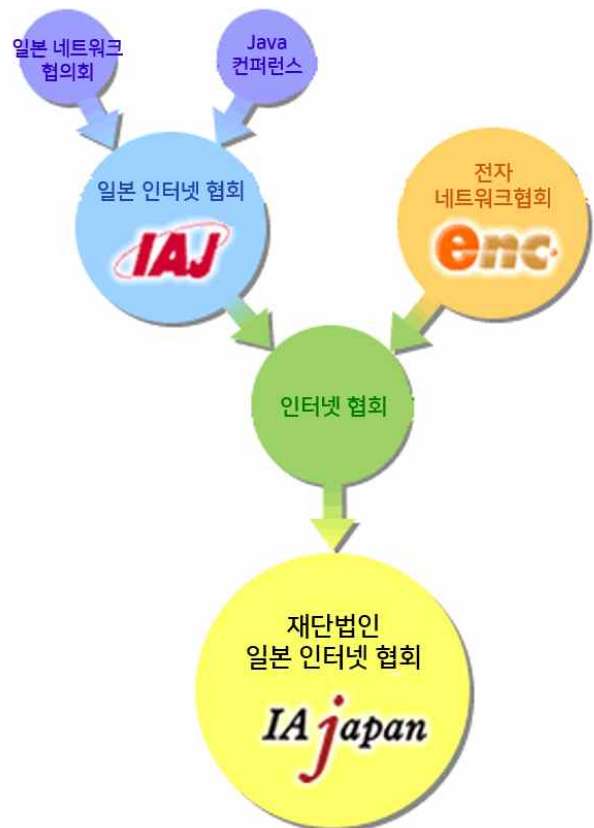 일본 네트워크
협의회
Java
컨퍼런스
일본 인터넷 협회
IAJ
전자
네트워크협회
enc
인터넷 협회
재단법인
일본 인터넷 협회
IAjapan